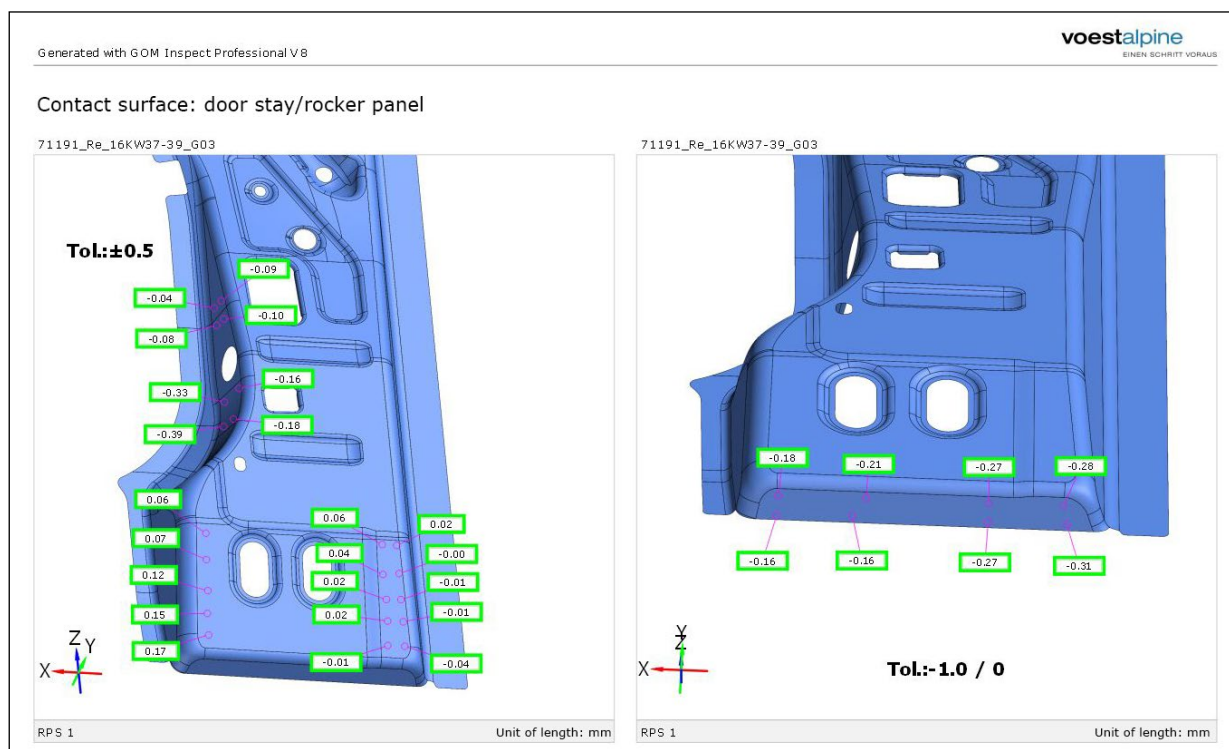 Generated with GOM Inspect Professional V8
voestalpine
EINEN SCHRITT VORAUS
Contact surface: door stay/rocker panel
71191_Re_16KW37-39_G03
Tol.:±0.5
-0.09
-0.04
-0.10
-0.08
-0.16
-0.33
-0.18
-0.39
0.06
0.06
0.02
0.07
0.04
-0.00
0.12
0.02
-0.01
0.15
0.02
-0.01
0.17
-0.01
-0.04
Z
Y
X
RPS 1
Unit of length: mm
71191_Re_16KW37-39_G03
-0.18
-0.21
-0.27
-0.28
-0.16
-0.16
-0.27
-0.31
Y
Z
X
Tol.:-1.0 / 0
RPS 1
Unit of length: mm